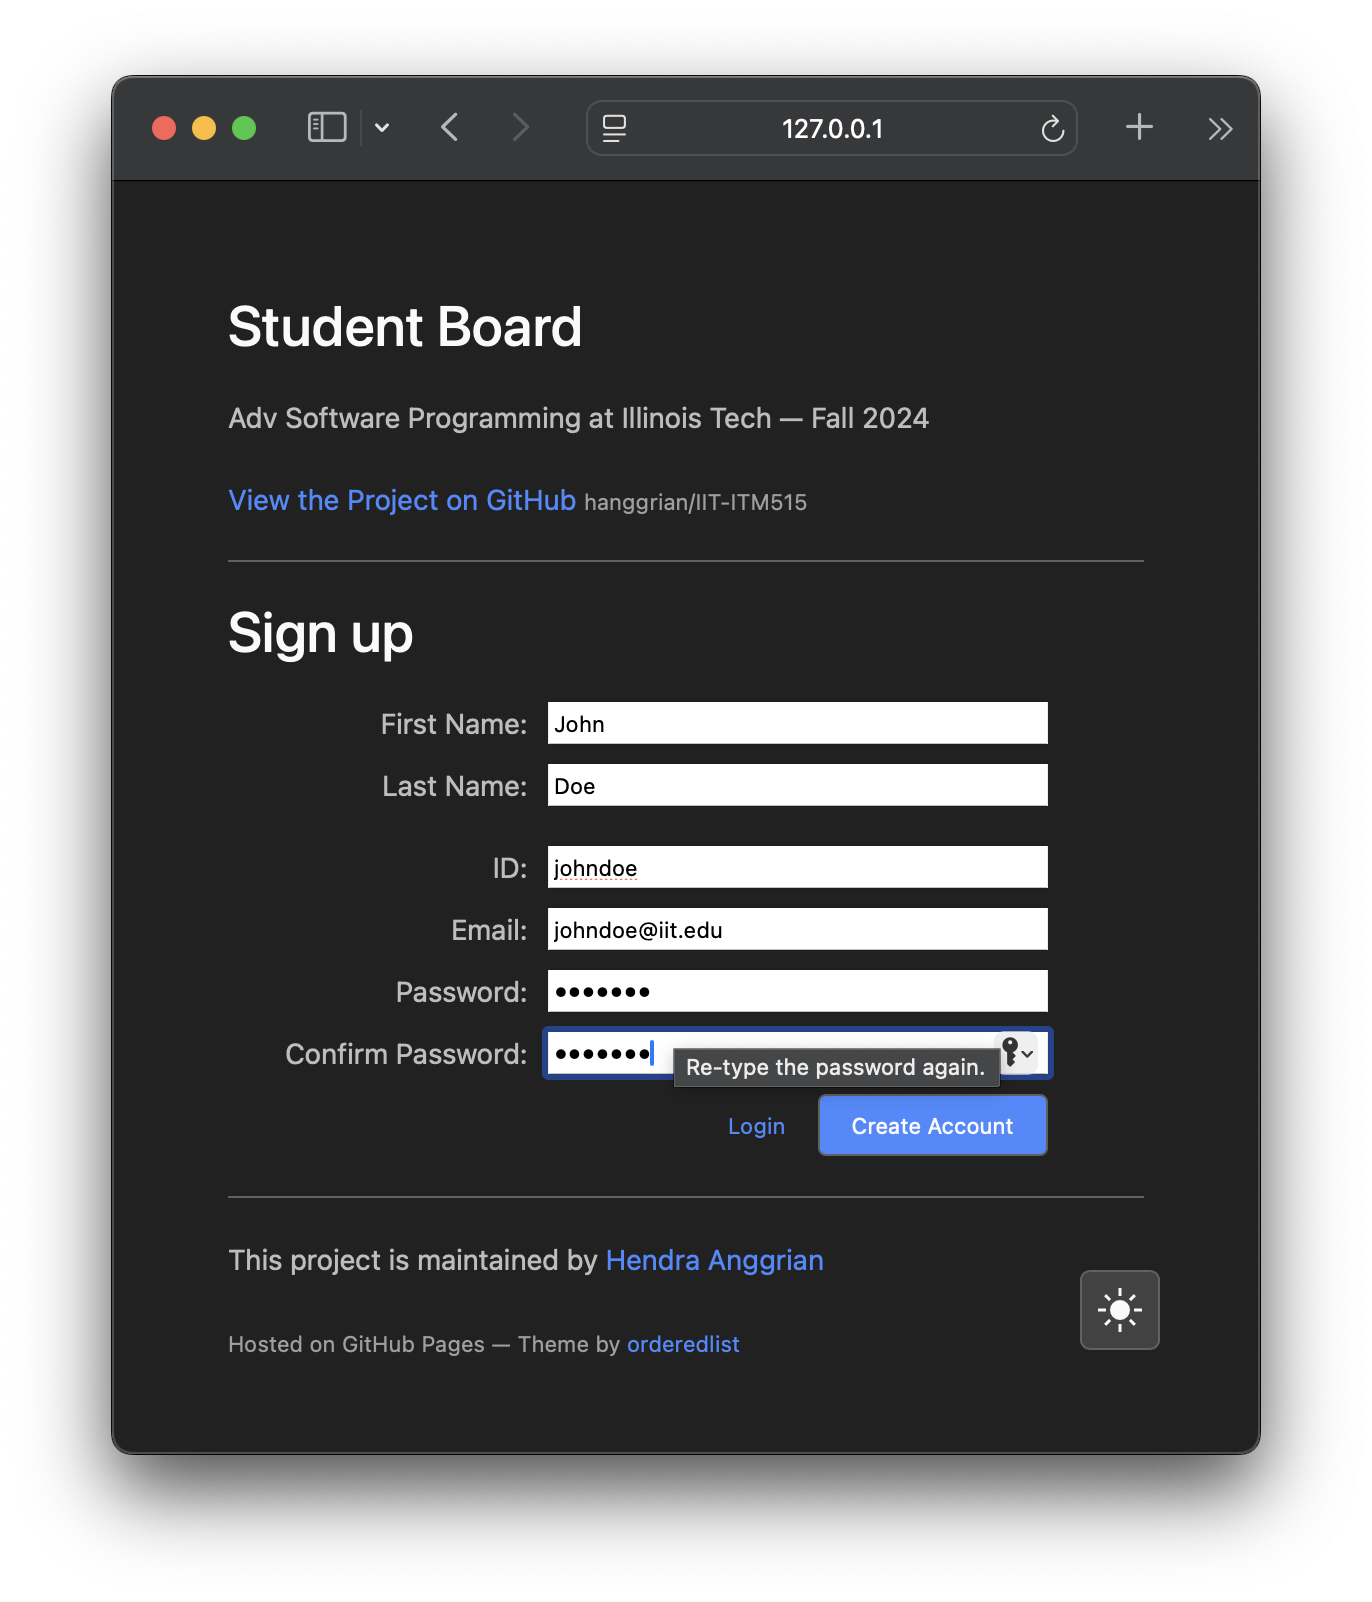 127.0.0.1
Student Board
Adv Software Programming at Illinois Tech — Fall 2024
View the Project on GitHub hanggrian/IIT-ITM515
Sign up
First Name: John
Last Name: Doe
ID: johndoe
Email: johndoe@iit.edu
Password: •••••••
Confirm Password: •••••••
Re-type the password again.
Login Create Account
This project is maintained by Hendra Anggrian
Hosted on GitHub Pages — Theme by orderedlist